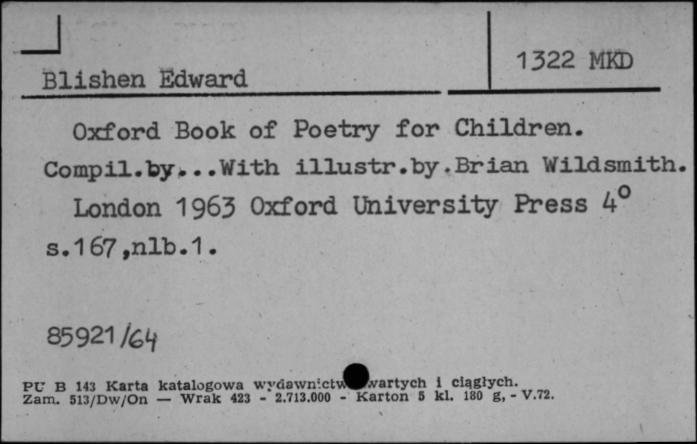 1322 MKD
Blishen Edward
Oxford Book of Poetry for Children.
Compil.by...With illustr.by.Brian Wildsmith.
London 1963 Oxford University Press 4°
s.167,nlb.1.
85921/64
PU B 143 Karta katalogowa wydawnictw wartych i ciągłych.
Zam. 513/Dw/On — Wrak 423 - 2.713.000 - Karton 5 kl. 180 g, - V.72.